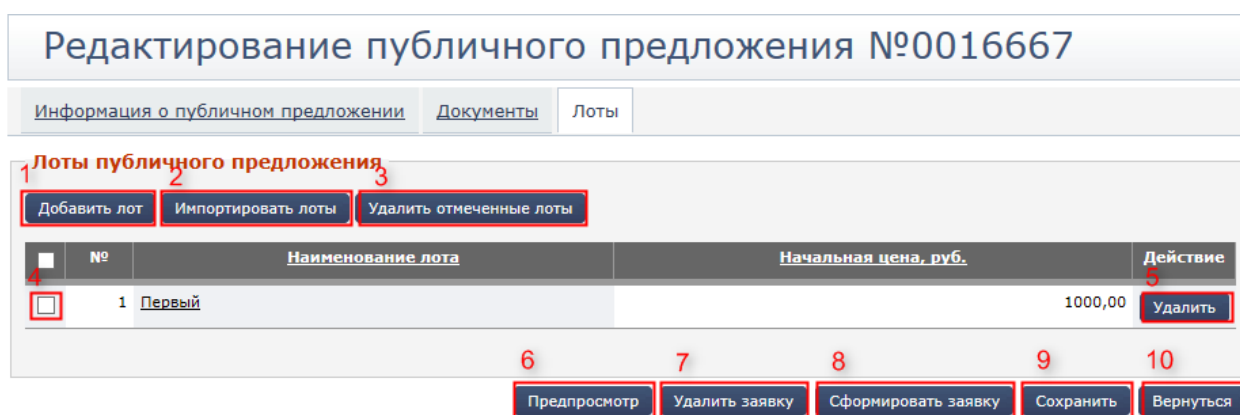 Редактирование публичного предложения №0016667
Информация о публичном предложении Документы Лоты
Лоты публичного предложения
1 2 3
Добавить лот Импортировать лоты Удалить отмеченные лоты
№ Наименование лота Начальная цена, руб. Действие
4 5
1 Первый 1000,00 Удалить
6 7 8 9 10
Предпросмотр Удалить заявку Сформировать заявку Сохранить Вернуться